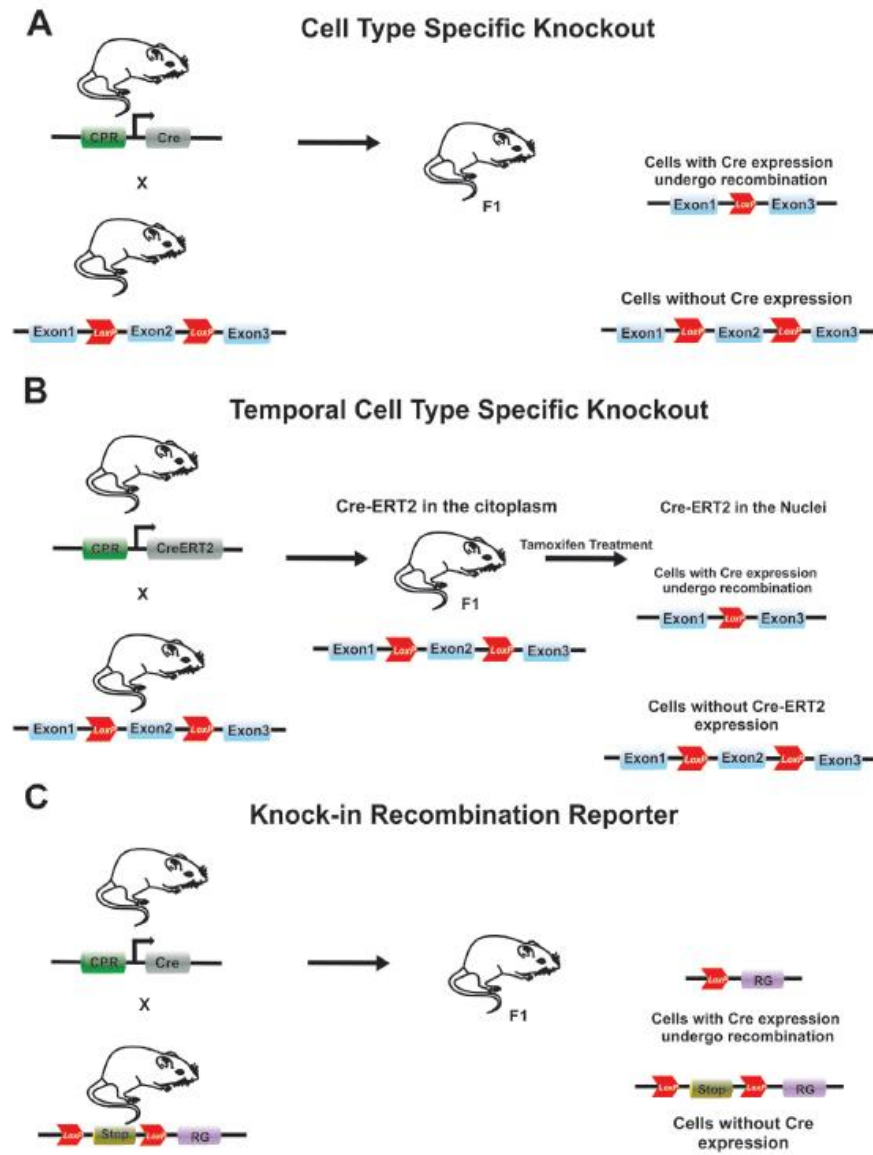 A
Cell Type Specific Knockout
CPR Cre
X
F1
Cells with Cre expression
undergo recombination
Exon1 LoxP Exon3
Cells without Cre expression
Exon1 LoxP Exon2 LoxP Exon3
Exon1 LoxP Exon2 LoxP Exon3
B
Temporal Cell Type Specific Knockout
CPR CreERT2
X
Cre-ERT2 in the citoplasm
F1
Tamoxifen Treatment
Cre-ERT2 in the Nuclei
Cells with Cre expression
undergo recombination
Exon1 LoxP Exon3
Exon1 LoxP Exon2 LoxP Exon3
Exon1 LoxP Exon2 LoxP Exon3
Cells without Cre-ERT2
expression
Exon1 LoxP Exon2 LoxP Exon3
C
Knock-in Recombination Reporter
CPR Cre
X
F1
LoxP RG
Cells with Cre expression
undergo recombination
LoxP Stop LoxP RG
LoxP Stop LoxP RG
Cells without Cre
expression